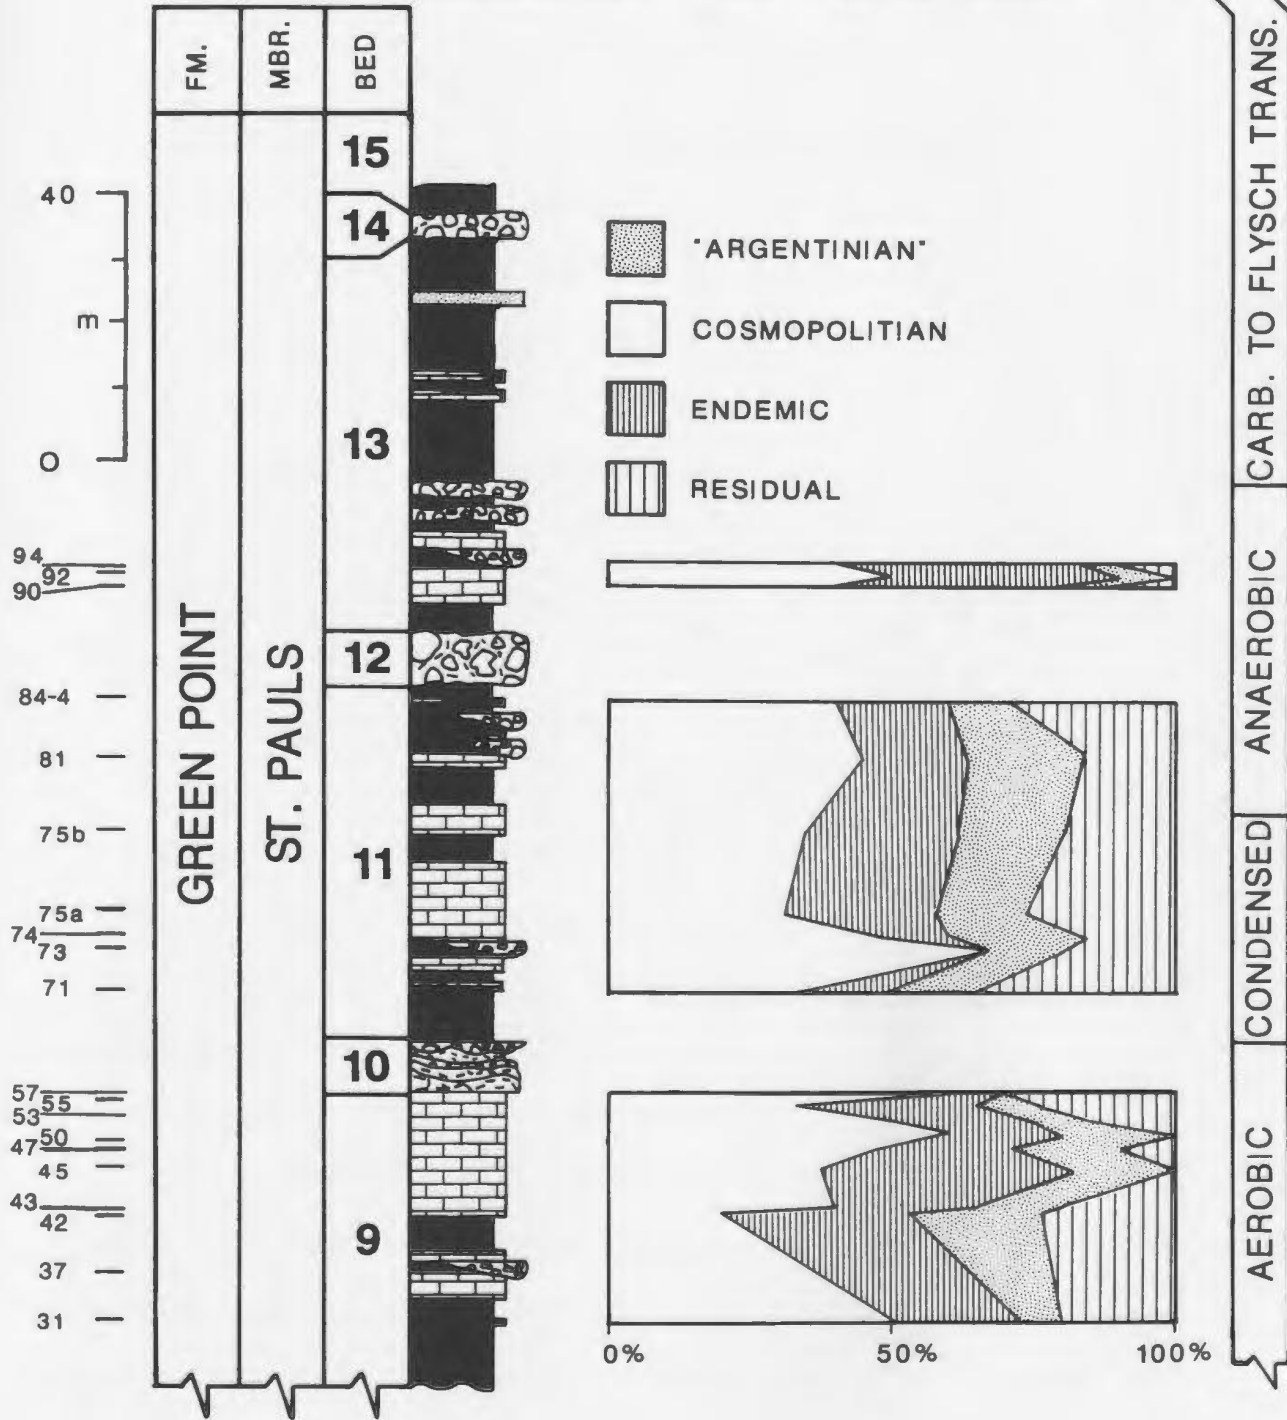 FM.
MBR.
BED
15
14
13
12
11
10
9
GREEN POINT
ST. PAULS
40
m
O
94
92
90
84-4
81
75b
75a
74
73
71
57
55
53
50
47
45
43
42
37
31
"ARGENTINIAN"
COSMOPOLITIAN
ENDEMIC
RESIDUAL
0%
50%
100%
CARB. TO FLYSCH TRANS.
ANAEROBIC
CONDENSED
AEROBIC